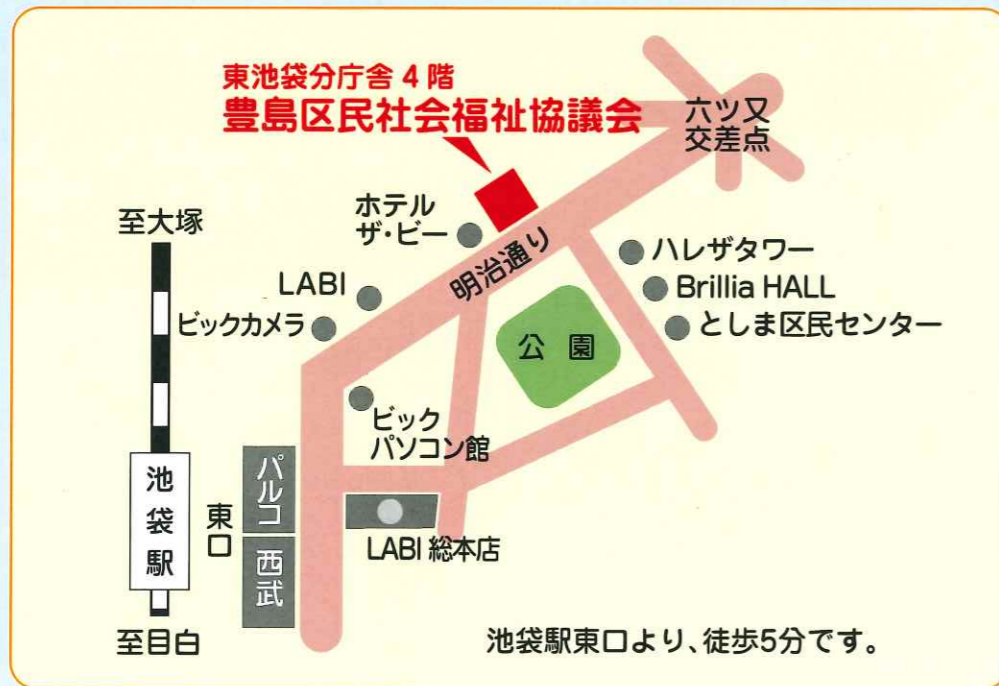 東池袋分庁舎 4 階
豊島区民社会福祉協議会
六ツ又
交差点
ホテル
ザ・ビー
至大塚
明治通り
ハレザタワー
LABI
Brillia HALL
ビックカメラ
としま区民センター
公 園
ビック
パソコン館
池袋駅
東口
パルコ
西武
LABI 総本店
至目白
池袋駅東口より、徒歩5分です。